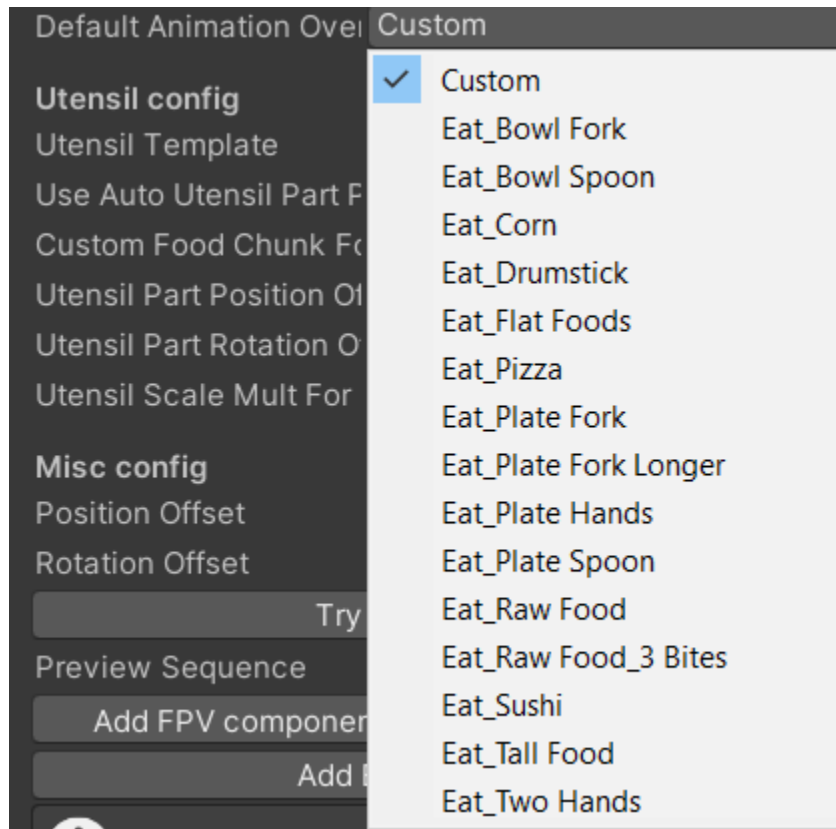 Default Animation Over Custom
Custom
Utensil config
Eat_Bowl Fork
Utensil Template
Eat_Bowl Spoon
Use Auto Utensil Part
Eat_Corn
Custom Food Chunk
Eat_Drumstick
Utensil Part Position
Eat_Flat Foods
Utensil Part Rotation
Eat_Pizza
Utensil Scale Mult For
Eat_Plate Fork
Misc config
Eat_Plate Fork Longer
Position Offset
Eat_Plate Hands
Rotation Offset
Eat_Plate Spoon
Try
Eat_Raw Food
Preview Sequence
Eat_Raw Food_3 Bites
Add FPV componen
Eat_Sushi
Add
Eat_Tall Food
Eat_Two Hands